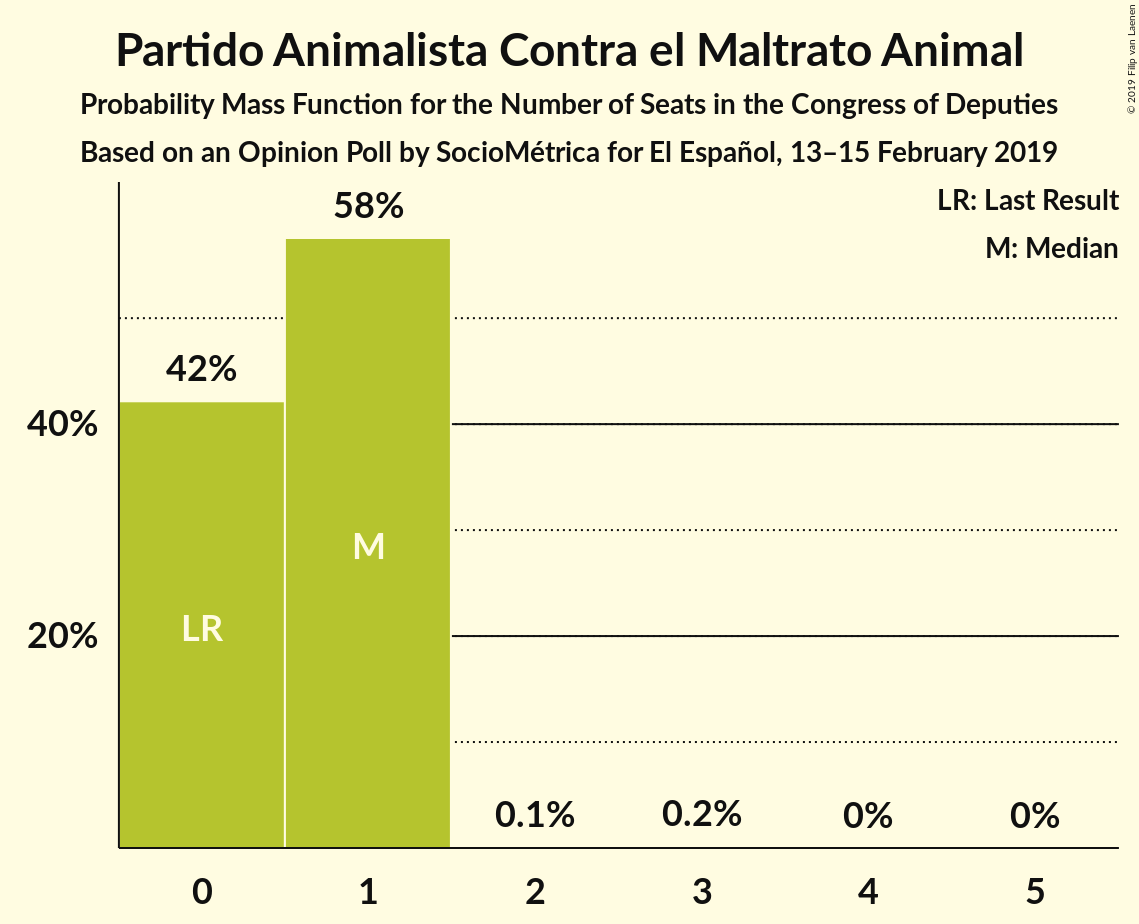 Partido Animalista Contra el Maltrato Animal
Probability Mass Function for the Number of Seats in the Congress of Deputies
Based on an Opinion Poll by SocioMétrica for El Español, 13–15 February 2019
© 2019 Filip van Laenen
LR: Last Result
M: Median
58%
42%
40%
M
LR
20%
0.1%
0.2%
0%
0%
0
1
2
3
4
5